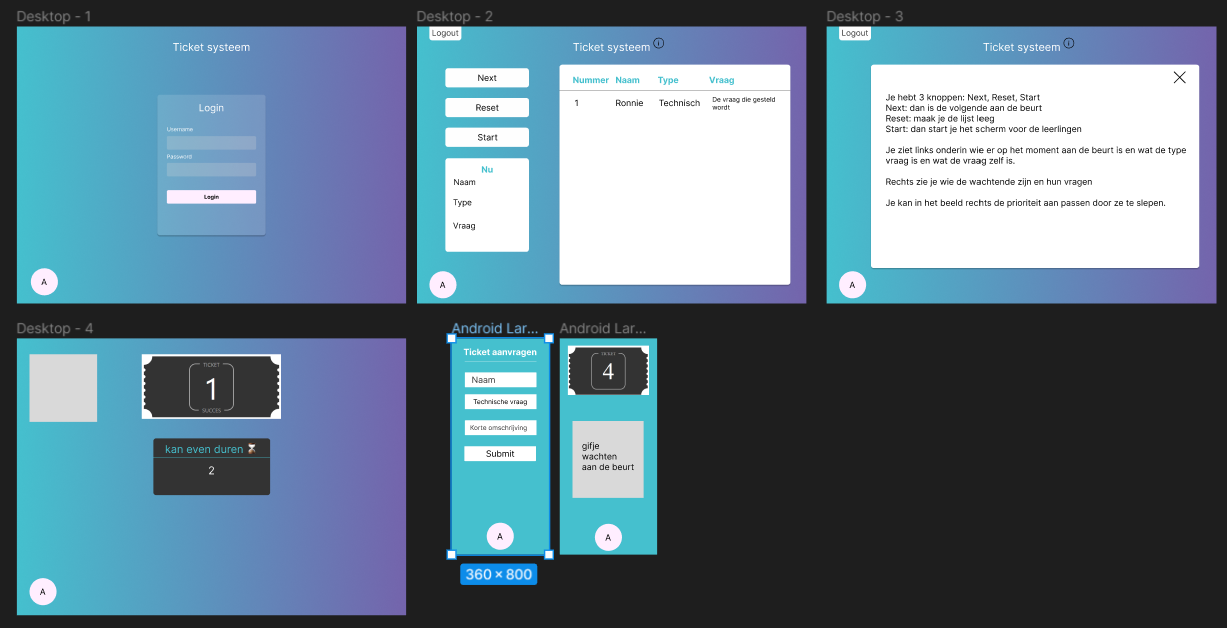 Desktop - 1
Ticket systeem
Login
Username
Password
Login
A
Desktop - 2
Logout
Ticket systeem
Next
Reset
Start
Nu
Naam
Type
Vraag
Nummer Naam Type Vraag
1 Ronnie Technisch De vraag die gesteld
wordt
A
Desktop - 3
Logout
Ticket systeem
Je hebt 3 knoppen: Next, Reset, Start
Next: dan is de volgende aan de beurt
Reset: maak je de lijst leeg
Start: dan start je het scherm voor de leerlingen
Je ziet links onderin wie er op het moment aan de beurt is en wat de type
vraag is en wat de vraag zelf is.
Rechts zie je wie de wachtende zijn en hun vragen
Je kan in het beeld rechts de prioriteit aan passen door ze te slepen.
A
Desktop - 4
TICKET
1
SUCCES
kan even duren ⏳
2
A
Android Lar...
Ticket aanvragen
Naam
Technische vraag
Korte omschrijving
Submit
A
360 × 800
Android Lar...
TICKET
4
gifje
wachten
aan de beurt
A